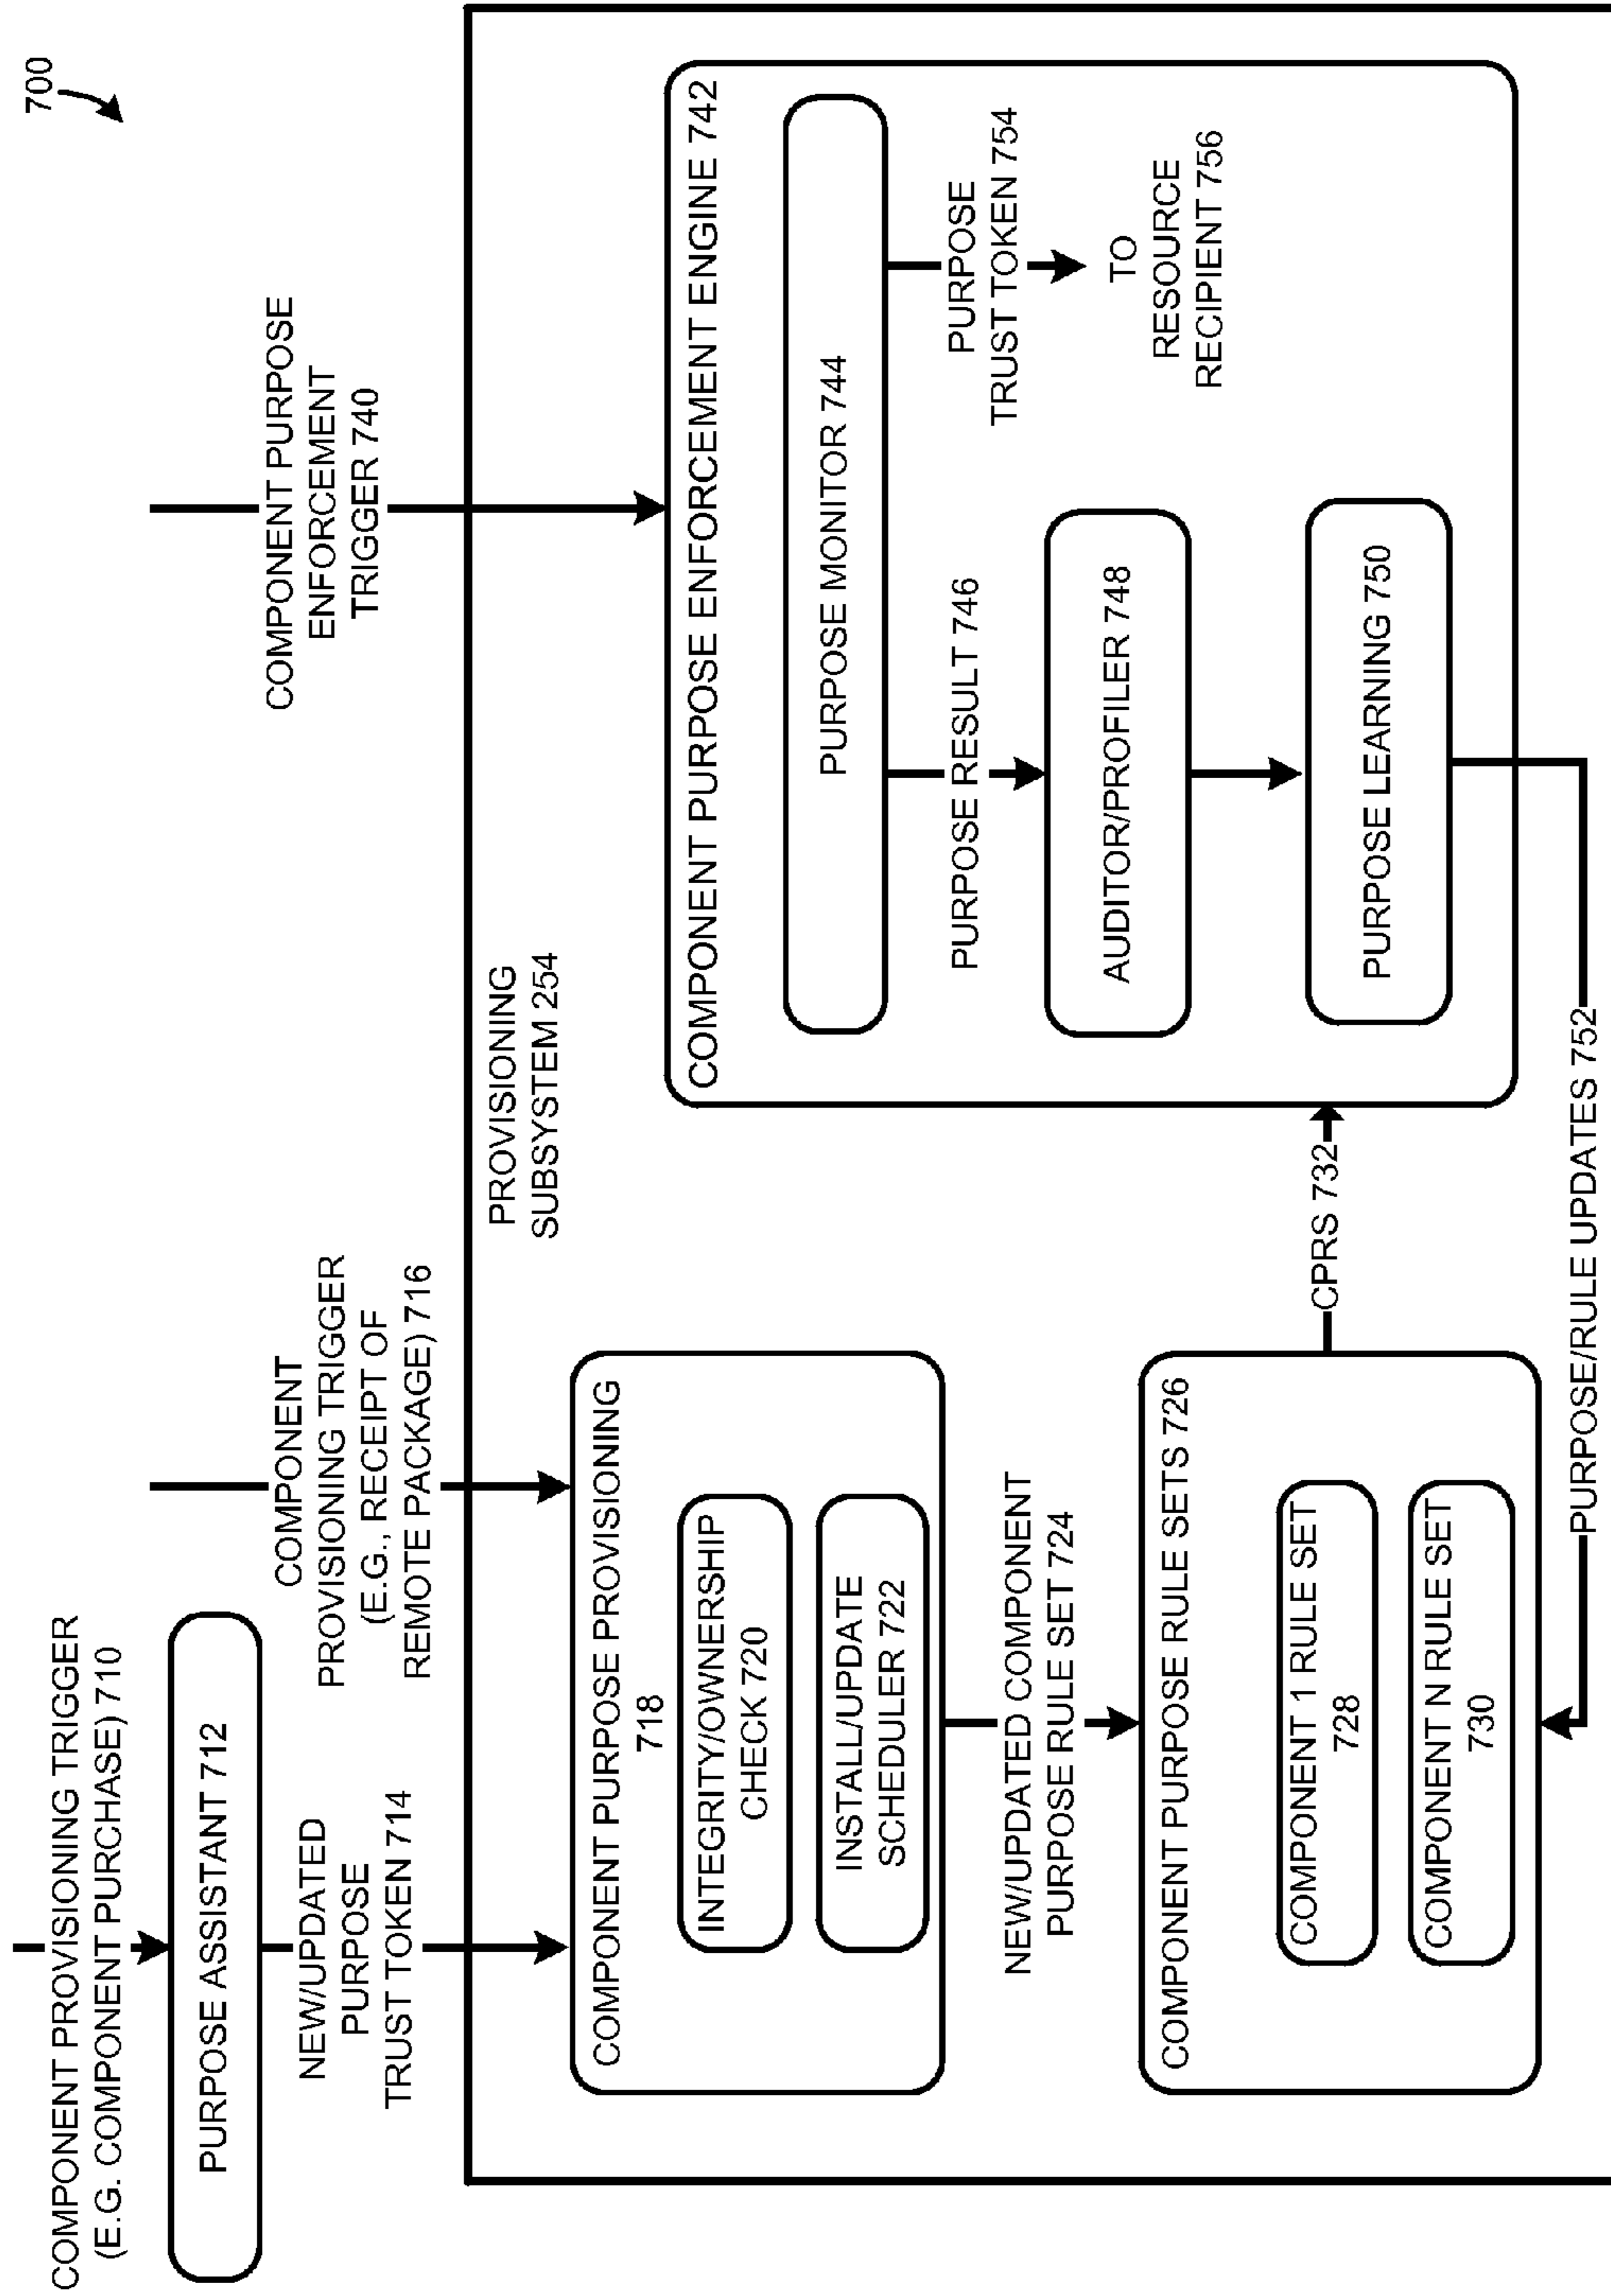 700
COMPONENT PROVISIONING TRIGGER
(E.G. COMPONENT PURCHASE) 710
PURPOSE ASSISTANT 712
NEW/UPDATED
PURPOSE
TRUST TOKEN 714
COMPONENT
PROVISIONING TRIGGER
(E.G., RECEIPT OF
REMOTE PACKAGE) 716
COMPONENT PURPOSE
ENFORCEMENT
TRIGGER 740
PROVISIONING
SUBSYSTEM 254
COMPONENT PURPOSE PROVISIONING
718
INTEGRITY/OWNERSHIP
CHECK 720
INSTALL/UPDATE
SCHEDULER 722
NEW/UPDATED COMPONENT
PURPOSE RULE SET 724
COMPONENT PURPOSE RULE SETS 726
COMPONENT 1 RULE SET
728
COMPONENT N RULE SET
730
CPRS 732
COMPONENT PURPOSE ENFORCEMENT ENGINE 742
PURPOSE MONITOR 744
PURPOSE RESULT 746
AUDITOR/PROFILER 748
PURPOSE LEARNING 750
PURPOSE
TRUST TOKEN 754
TO
RESOURCE
RECIPIENT 756
PURPOSE/RULE UPDATES 752